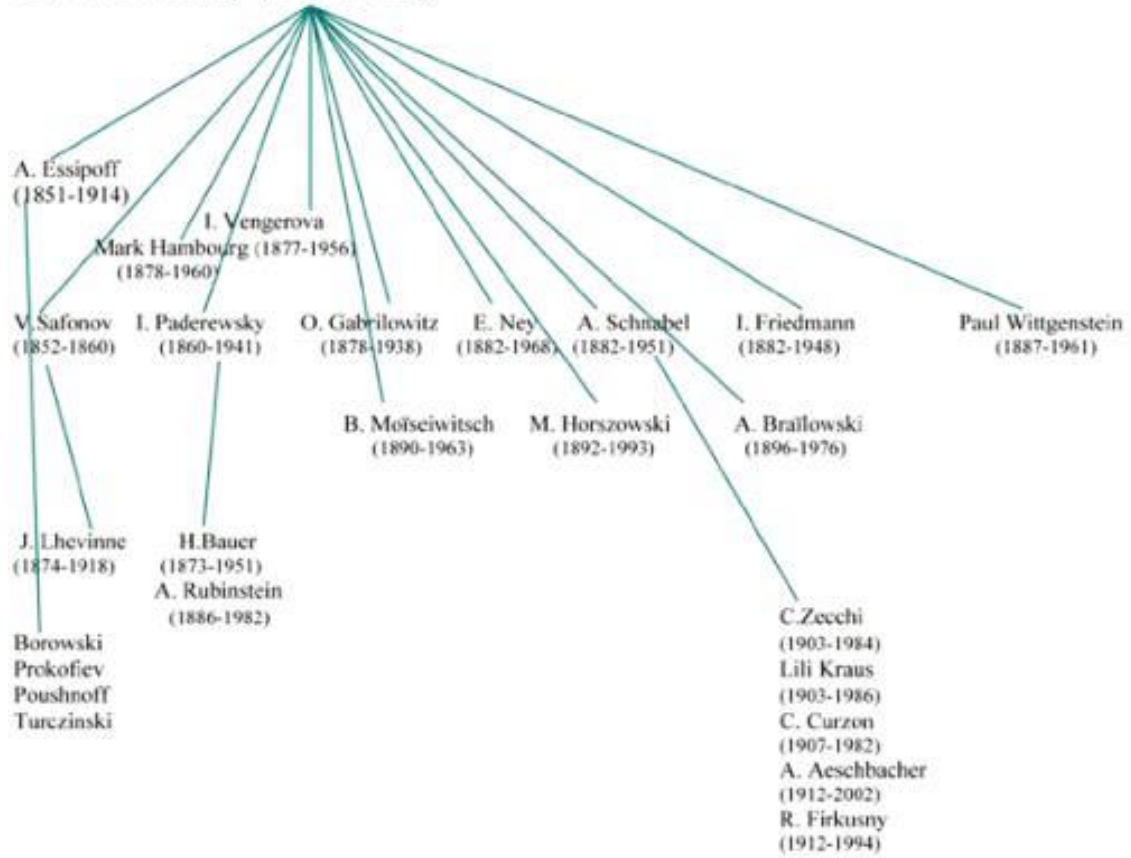 A. Essipoff
(1851-1914)
I. Vengerova
Mark Hambourg (1877-1956)
(1878-1960)
V.Safonov
(1852-1860)
I. Paderewsky
(1860-1941)
O. Gabrilowitz
(1878-1938)
E. Ney
(1882-1968)
A. Schnabel
(1882-1951)
I. Friedmann
(1882-1948)
Paul Wittgenstein
(1887-1961)
B. Moïseiwitsch
(1890-1963)
M. Horszowski
(1892-1993)
A. Braïlowski
(1896-1976)
J. Lhevinne
(1874-1918)
H.Bauer
(1873-1951)
A. Rubinstein
(1886-1982)
Borowski
Prokofiev
Poushnoff
Turczinski
C.Zecchi
(1903-1984)
Lili Kraus
(1903-1986)
C. Curzon
(1907-1982)
A. Aeschbacher
(1912-2002)
R. Firkusny
(1912-1994)